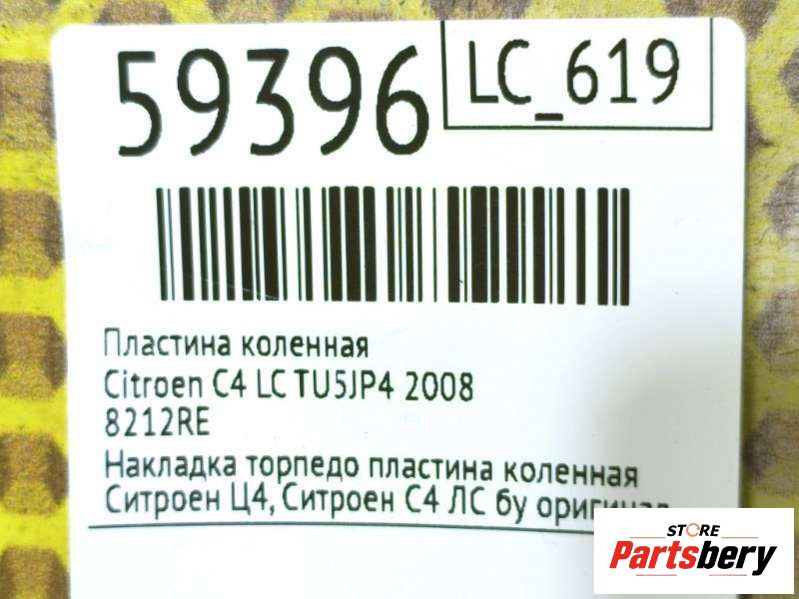 59396
LC_619
Пластина коленная
Citroen C4 LC TU5JP4 2008
8212RE
Накладка торпедо пластина коленная
Ситроен Ц4, Ситроен С4 ЛС бу оригинал
STORE
Partsbery